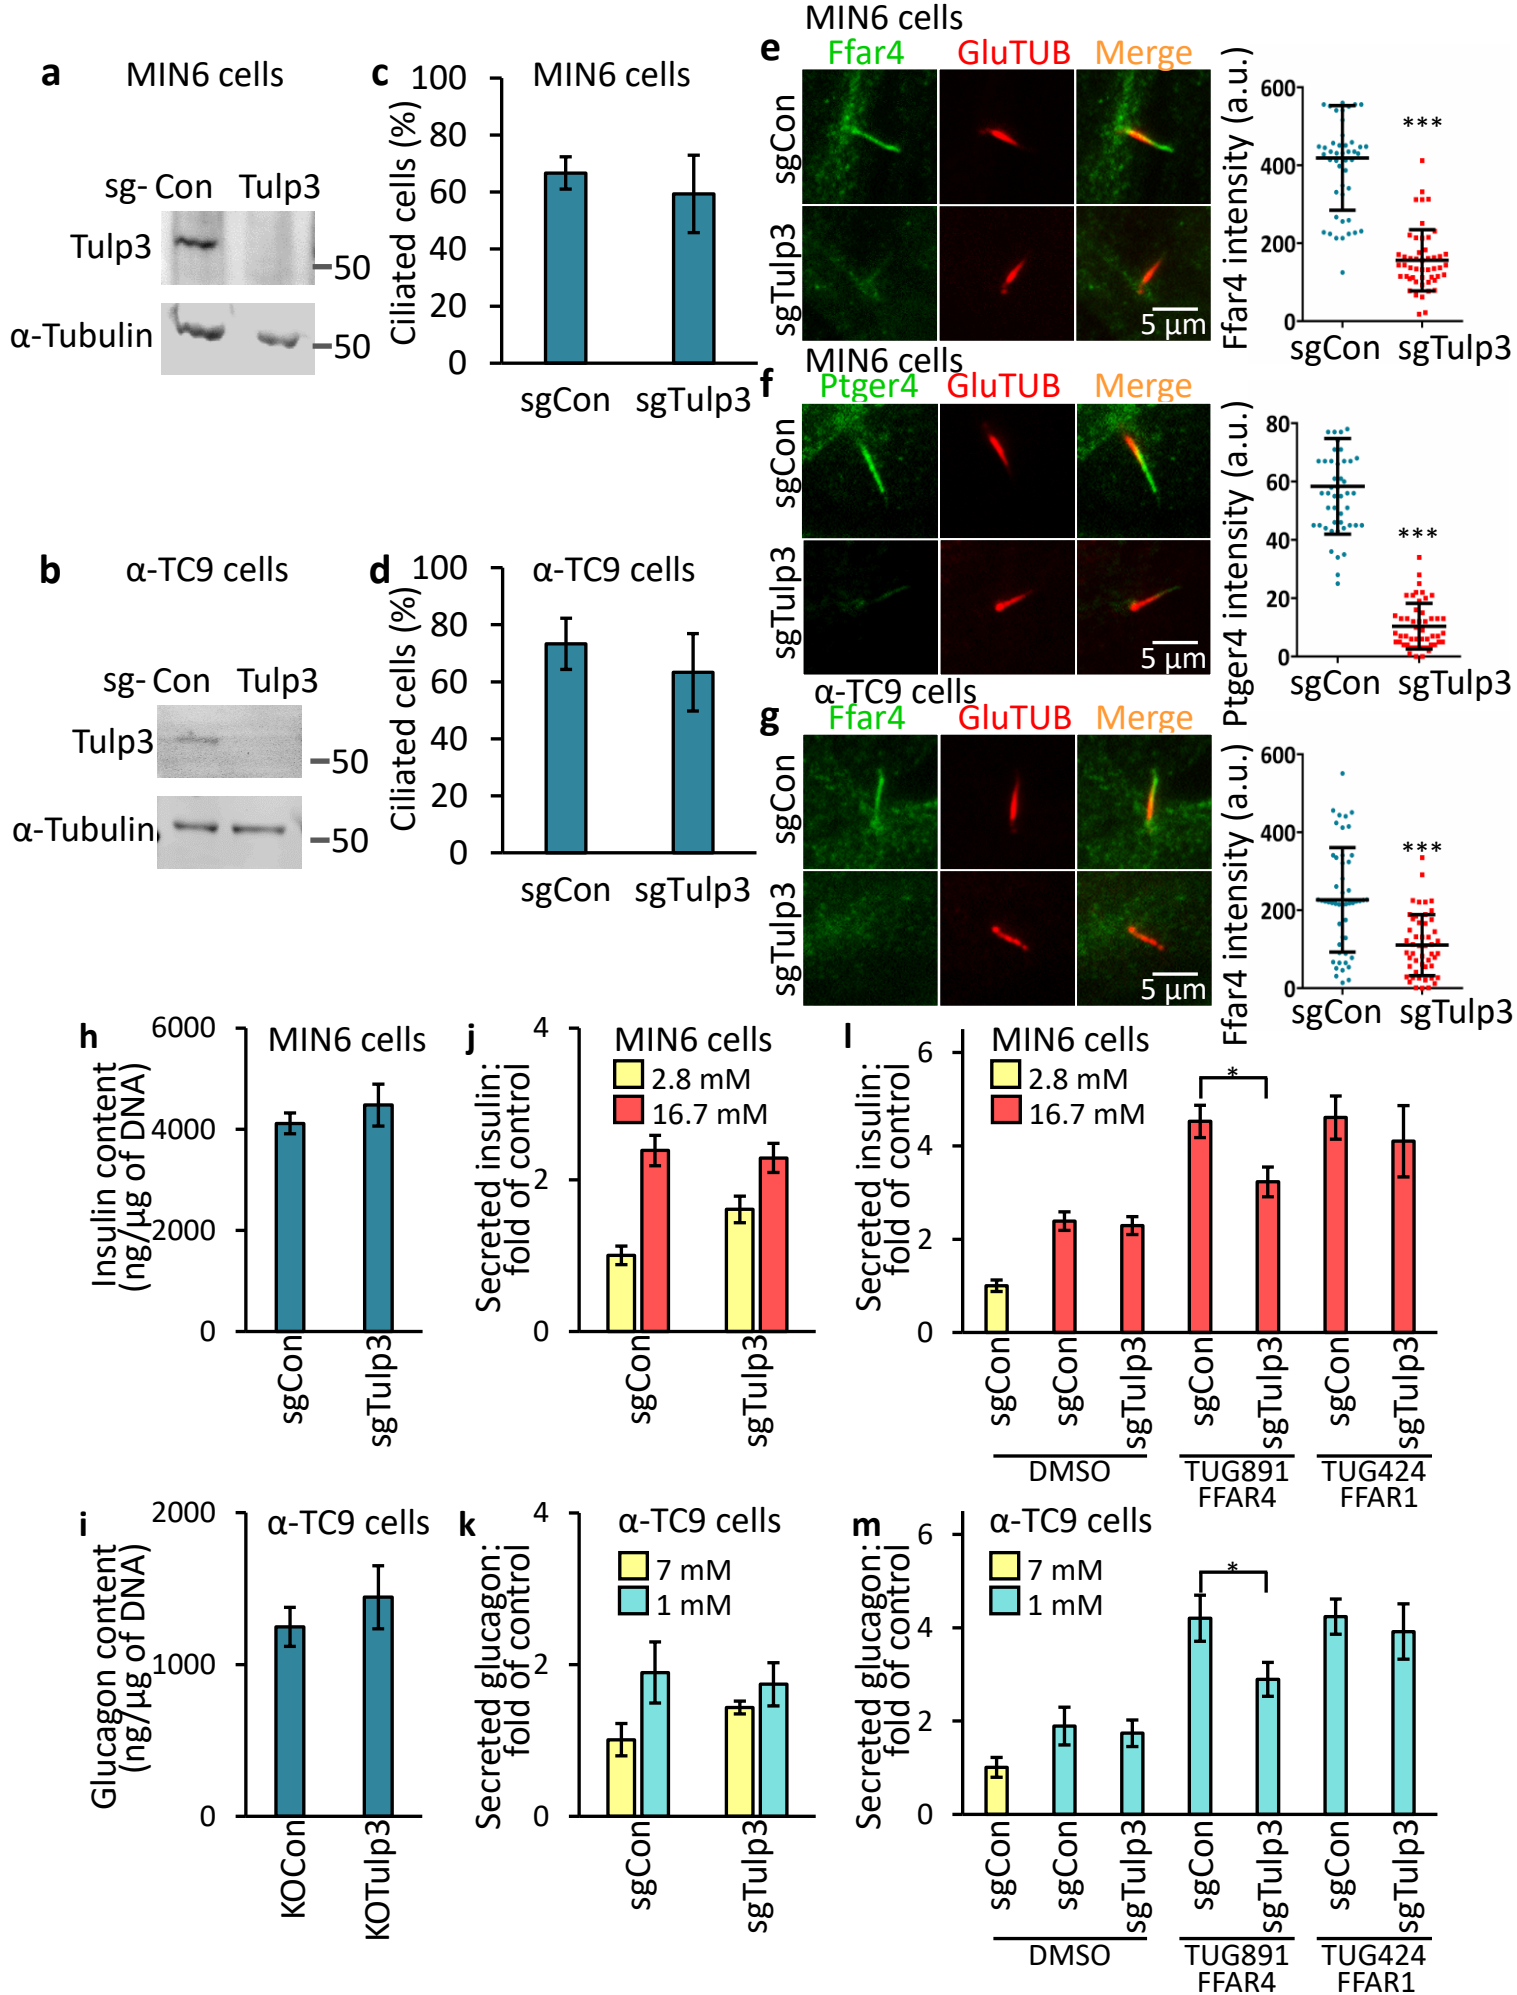 a
MIN6 cells
sg- Con Tulp3
Tulp3
50
α-Tubulin
50
b
α-TC9 cells
sg- Con Tulp3
Tulp3
50
α-Tubulin
50
c
MIN6 cells
Ciliated cells (%)
100
80
60
40
20
0
sgCon sgTulp3
d
α-TC9 cells
Ciliated cells (%)
100
80
60
40
20
0
sgCon sgTulp3
MIN6 cells
e
Ffar4 GluTUB Merge
sgCon
sgTulp3
5 µm
Ffar4 intensity (a.u.)
600
400
200
0
***
sgCon sgTulp3
MIN6 cells
f
Ptger4 GluTUB Merge
sgCon
sgTulp3
5 µm
Ptger4 intensity (a.u.)
80
60
40
20
0
***
sgCon sgTulp3
α-TC9 cells
g
Ffar4 GluTUB Merge
sgCon
sgTulp3
5 µm
Ffar4 intensity (a.u.)
600
400
200
0
***
sgCon sgTulp3
h
MIN6 cells
Insulin content
(ng/µg of DNA)
6000
4000
2000
0
sgCon
sgTulp3
j
MIN6 cells
2.8 mM
16.7 mM
Secreted insulin:
fold of control
4
2
0
sgCon
sgTulp3
l
MIN6 cells
2.8 mM
16.7 mM
Secreted insulin:
fold of control
6
4
2
0
*
sgCon
sgCon
sgTulp3
sgCon
sgTulp3
sgCon
sgTulp3
DMSO
TUG891
FFAR4
TUG424
FFAR1
i
α-TC9 cells
Glucagon content
(ng/µg of DNA)
2000
1000
0
KOCon
KOTulp3
k
α-TC9 cells
7 mM
1 mM
Secreted glucagon:
fold of control
4
2
0
sgCon
sgTulp3
m
α-TC9 cells
7 mM
1 mM
Secreted glucagon:
fold of control
6
4
2
0
*
sgCon
sgCon
sgTulp3
sgCon
sgTulp3
sgCon
sgTulp3
DMSO
TUG891
FFAR4
TUG424
FFAR1